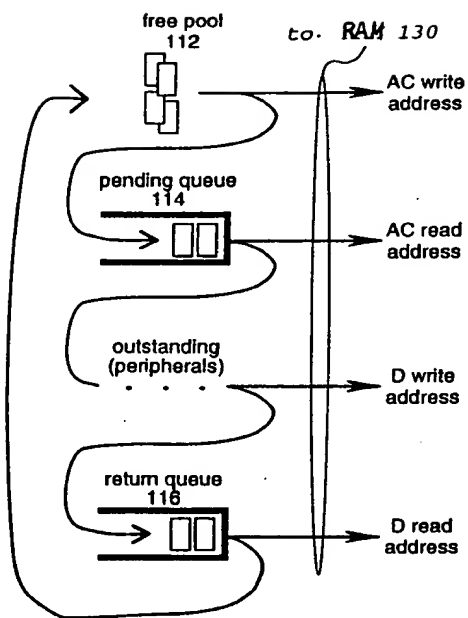 free pool
112
to. RAM 130
AC write
address
pending queue
114
AC read
address
outstanding
(peripherals)
D write
address
return queue
116
D read
address